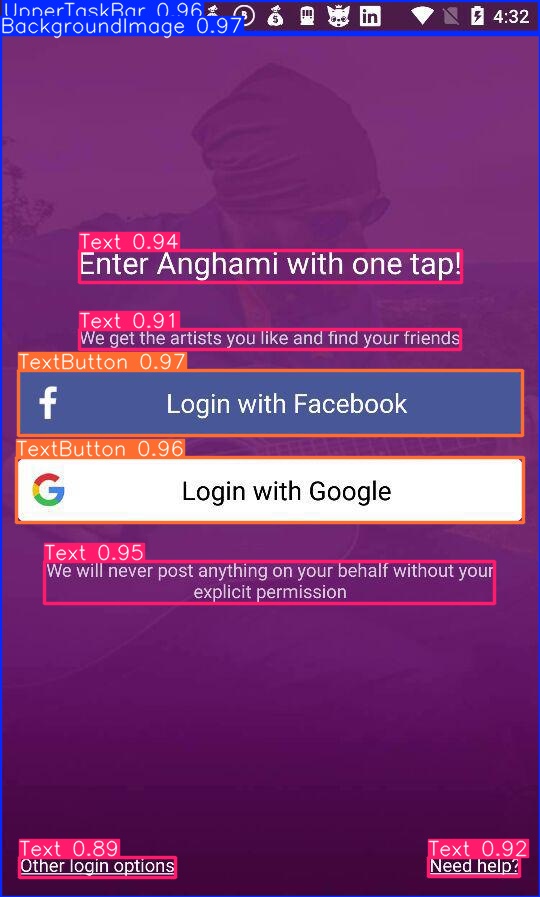 UpperTaskBar 0.96
4:32
BackgroundImage 0.97
Text 0.94
Enter Anghami with one tap!
Text 0.91
We get the artists you like and find your friends
TextButton 0.97
f Login with Facebook
TextButton 0.96
G Login with Google
Text 0.95
We will never post anything on your behalf without your
explicit permission
Text 0.89
Other login options
Text 0.92
Need help?